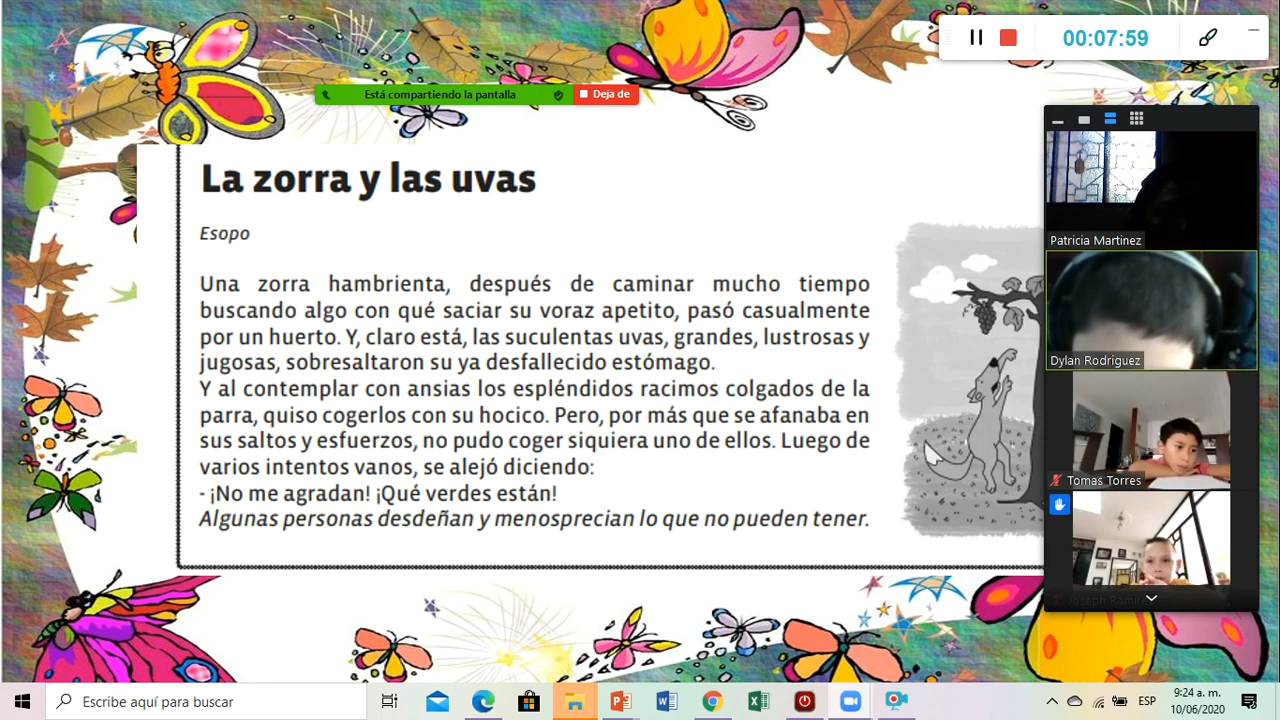 00:07:59
Está compartiendo la pantalla
Deja de
La zorra y las uvas
Esopo
Una zorra hambrienta, después de caminar mucho tiempo
buscando algo con qué saciar su voraz apetito, pasó casualmente
por un huerto. Y, claro está, las suculentas uvas, grandes, lustrosas y
jugosas, sobresaltaron su ya desfallecido estómago.
Y al contemplar con ansias los espléndidos racimos colgados de la
parra, quiso cogerlos con su hocico. Pero, por más que se afanaba en
sus saltos y esfuerzos, no pudo coger siquiera uno de ellos. Luego de
varios intentos vanos, se alejó diciendo:
- ¡No me agradan! ¡Qué verdes están!
Algunas personas desdeñan y menosprecian lo que no pueden tener.
Patricia Martinez
Dylan Rodriguez
Tomas Torres
Joseph Ramirez
Escribe aquí para buscar
ESP
9:24 a. m.
10/06/2020